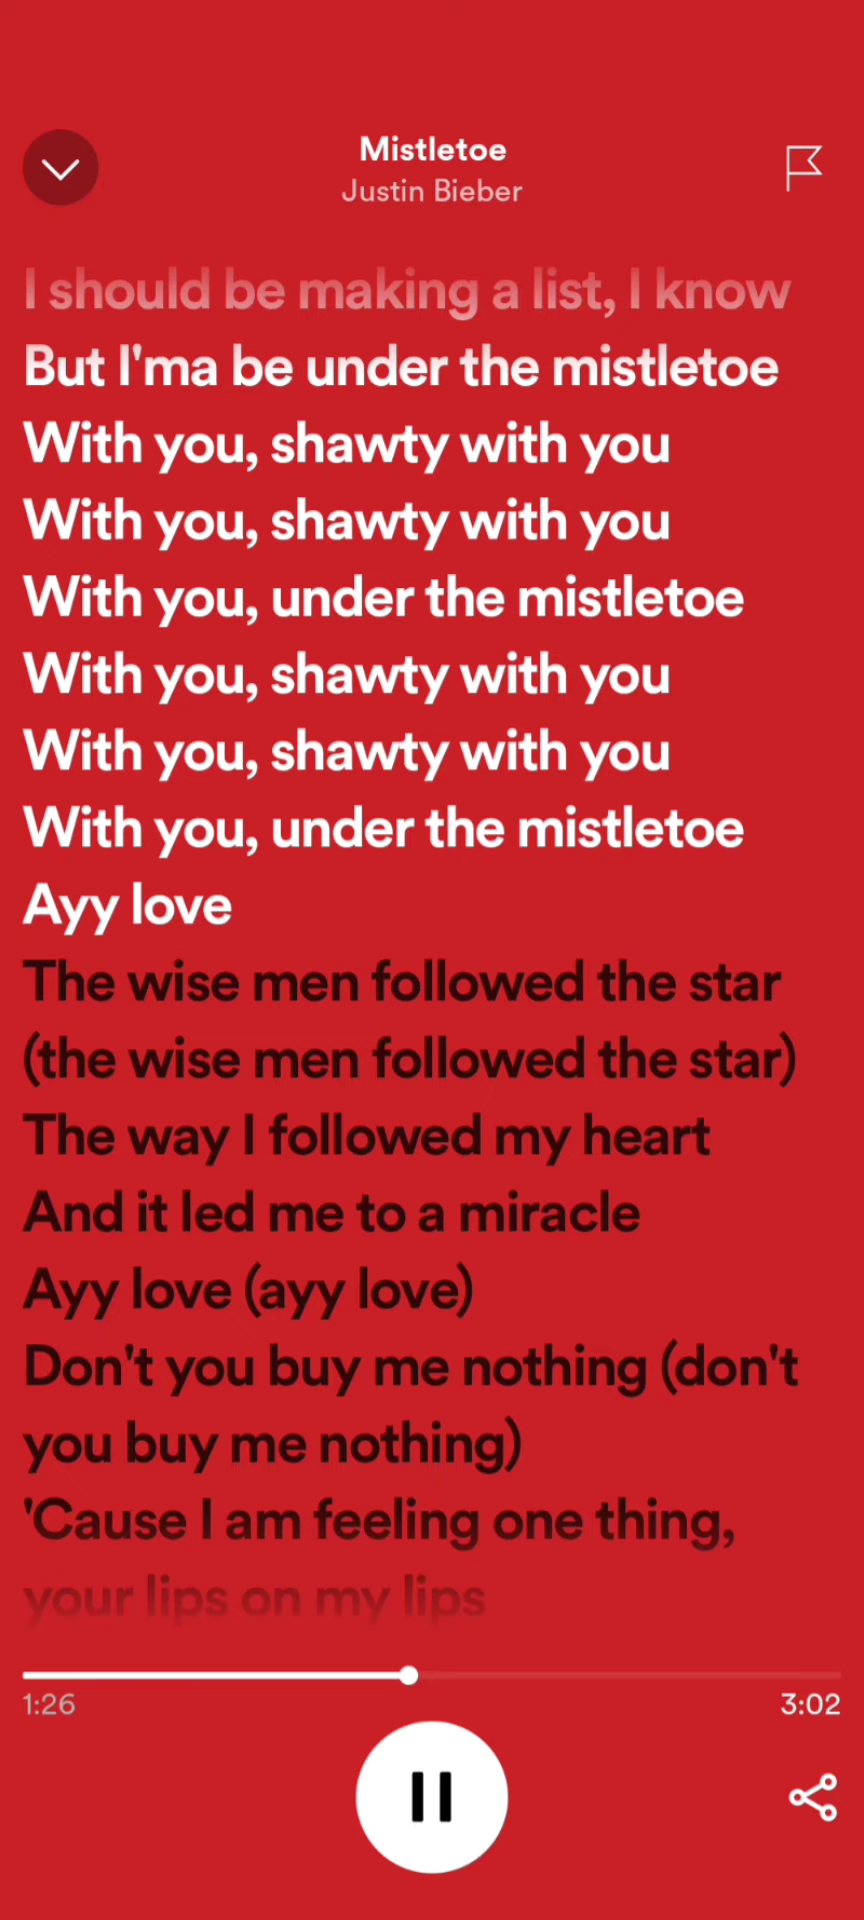 Mistletoe
Justin Bieber
I should be making a list, I know
But I'ma be under the mistletoe
With you, shawty with you
With you, shawty with you
With you, under the mistletoe
With you, shawty with you
With you, shawty with you
With you, under the mistletoe
Ayy love
The wise men followed the star
(the wise men followed the star)
The way I followed my heart
And it led me to a miracle
Ayy love (ayy love)
Don't you buy me nothing (don't
you buy me nothing)
'Cause I am feeling one thing,
your lips on my lips
1:26
3:02